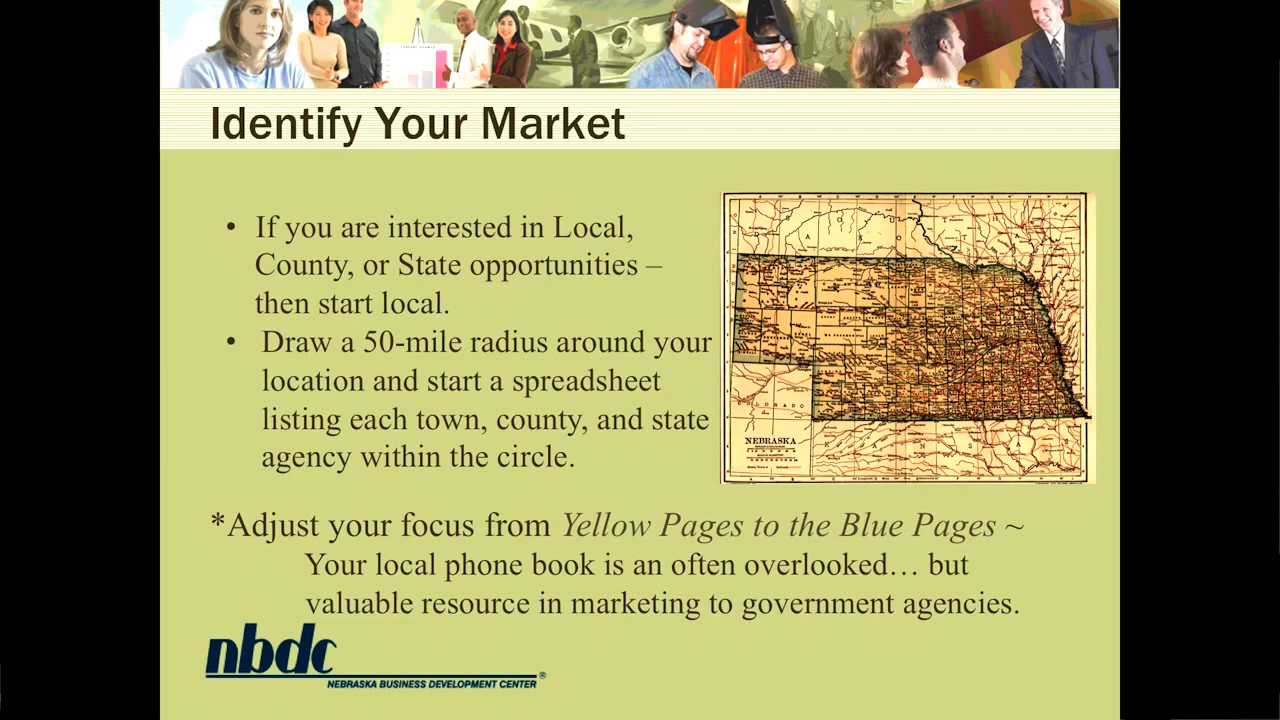 Identify Your Market
• If you are interested in Local,
County, or State opportunities –
then start local.
• Draw a 50-mile radius around your
location and start a spreadsheet
listing each town, county, and state
agency within the circle.
NEBRASKA
COLORADO
*Adjust your focus from Yellow Pages to the Blue Pages ~
Your local phone book is an often overlooked… but
valuable resource in marketing to government agencies.
nbdc
NEBRASKA BUSINESS DEVELOPMENT CENTER®